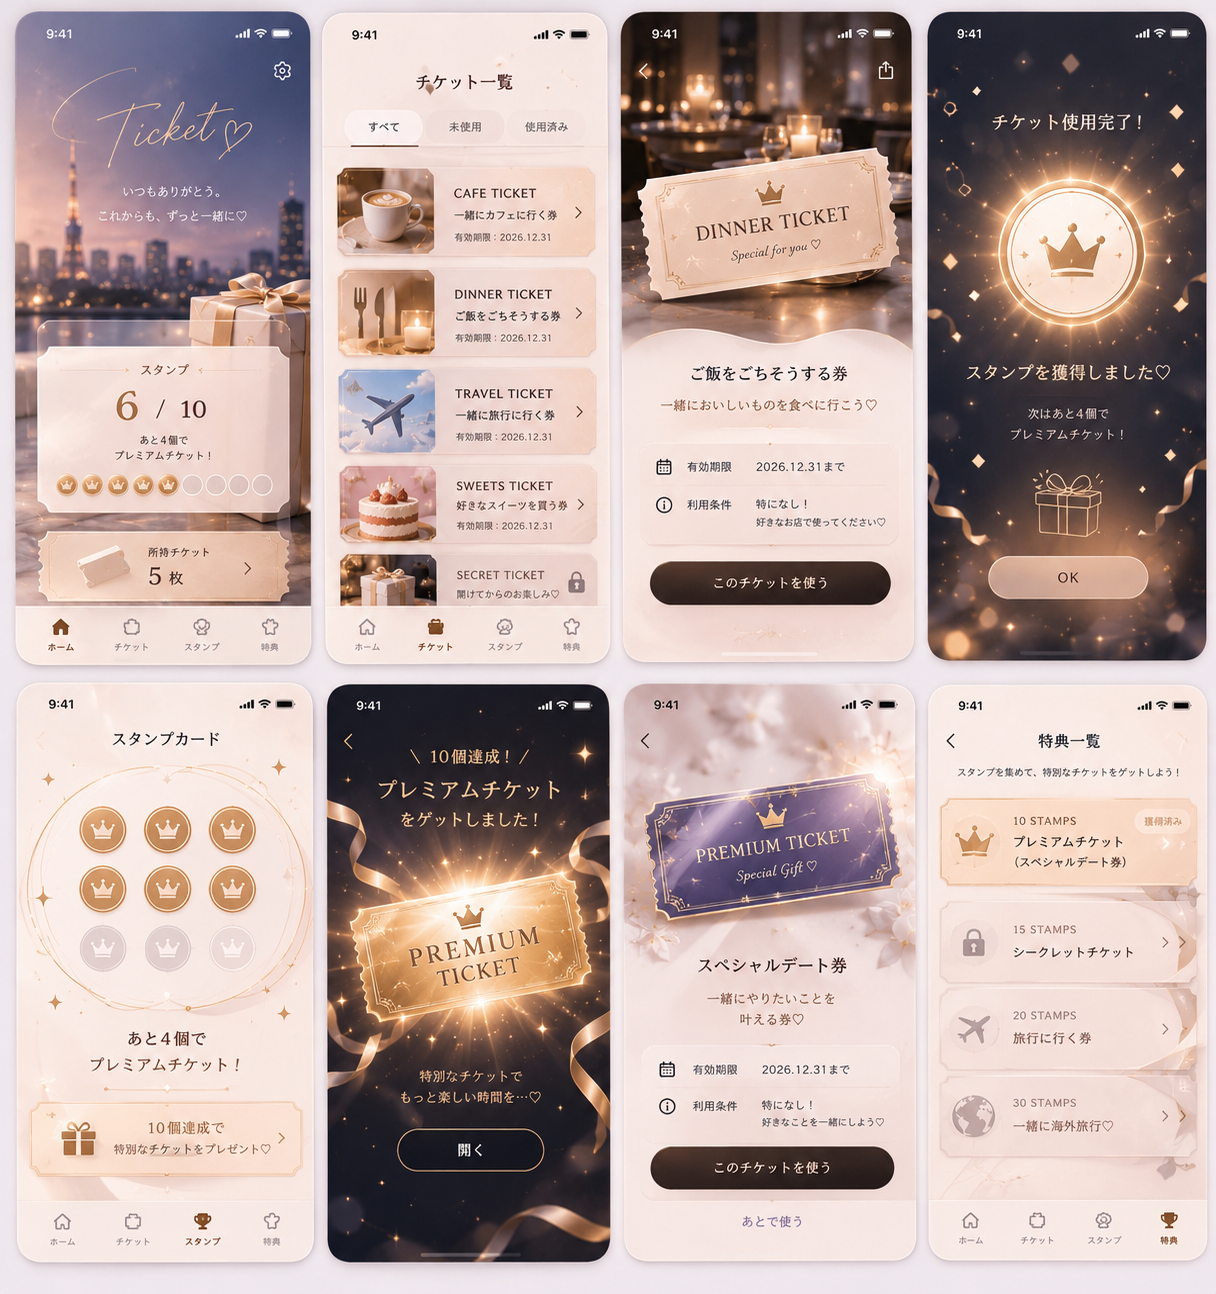 9:41
Ticket♡
いつもありがとう。
これからも、ずっと一緒に♡
スタンプ
6 / 10
あと4個で
プレミアムチケット！
所持チケット
5 枚
ホーム
チケット
スタンプ
特典
9:41
チケット一覧
すべて
未使用
使用済み
CAFE TICKET
一緒にカフェに行く券
有効期限：2026.12.31
DINNER TICKET
ご飯をごちそうする券
有効期限：2026.12.31
TRAVEL TICKET
一緒に旅行に行く券
有効期限：2026.12.31
SWEETS TICKET
好きなスイーツを買う券
有効期限：2026.12.31
SECRET TICKET
開けてからのお楽しみ♡
ホーム
チケット
スタンプ
特典
9:41
DINNER TICKET
Special for you ♡
ご飯をごちそうする券
一緒においしいものを食べに行こう♡
有効期限 2026.12.31まで
利用条件 特になし！
好きなお店で使ってください♡
このチケットを使う
9:41
チケット使用完了！
スタンプを獲得しました♡
次はあと4個で
プレミアムチケット！
OK
9:41
スタンプカード
あと4個で
プレミアムチケット！
10個達成で
特別なチケットをプレゼント♡
ホーム
チケット
スタンプ
特典
9:41
\ 10個達成！ /
プレミアムチケット
をゲットしました！
PREMIUM
TICKET
特別なチケットで
もっと楽しい時間を…♡
開く
9:41
PREMIUM TICKET
Special Gift ♡
スペシャルデート券
一緒にやりたいことを
叶える券♡
有効期限 2026.12.31まで
利用条件 特になし！
好きなことを一緒にしよう♡
このチケットを使う
あとで使う
9:41
特典一覧
スタンプを集めて、特別なチケットをゲットしよう！
10 STAMPS
獲得済み
プレミアムチケット
（スペシャルデート券）
15 STAMPS
シークレットチケット
20 STAMPS
旅行に行く券
30 STAMPS
一緒に海外旅行♡
ホーム
チケット
スタンプ
特典